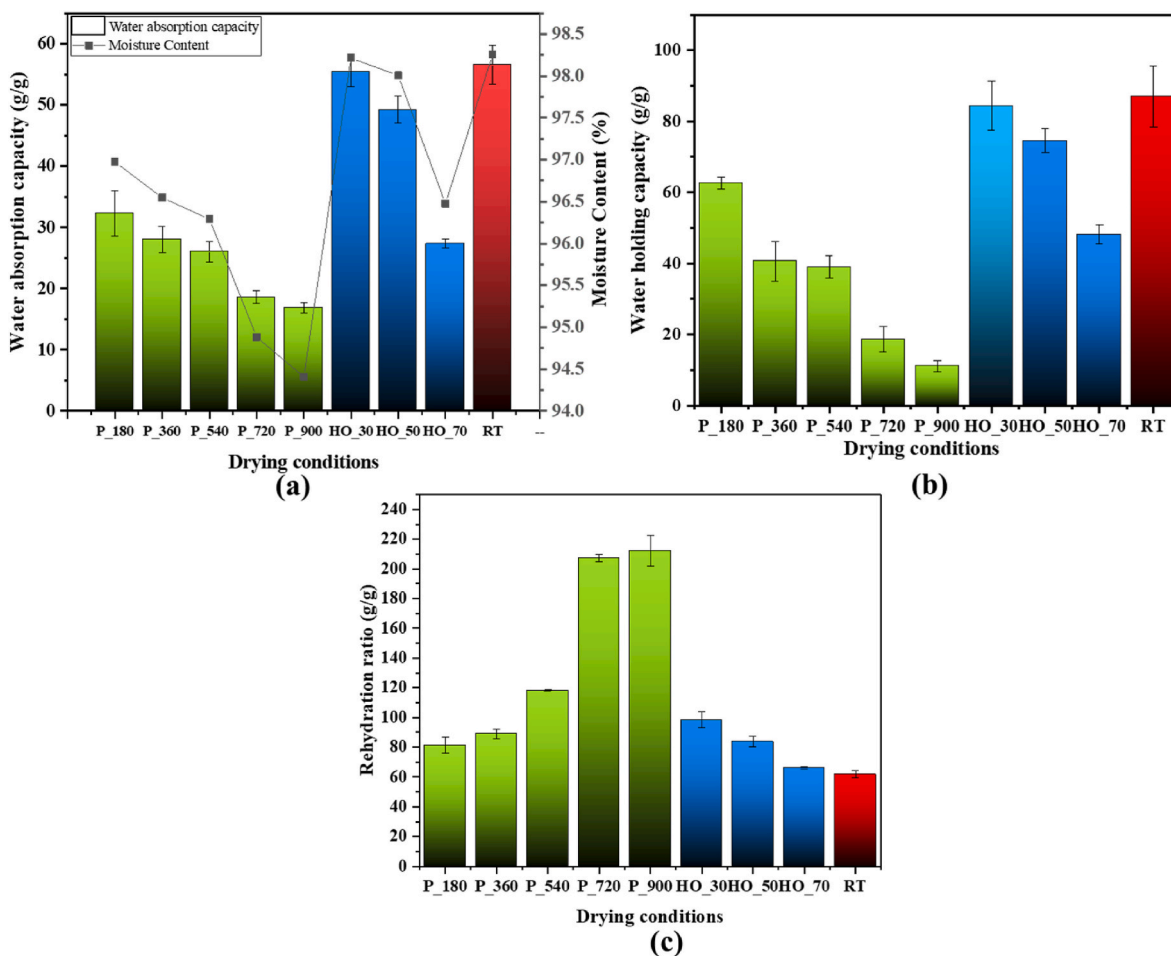 Water absorption capacity
Moisture Content
Water absorption capacity (g/g)
60
50
40
30
20
10
0
98.5
98.0
97.5
97.0
96.5
96.0
95.5
95.0
94.5
94.0
Moisture Content (%)
P_180 P_360 P_540 P_720 P_900 HO_30 HO_50 HO_70 RT --
Drying conditions
(a)
Water holding capacity (g/g)
100
80
60
40
20
0
P_180 P_360 P_540 P_720 P_900 HO_30 HO_50 HO_70 RT
Drying conditions
(b)
Rehydration ratio (g/g)
240
220
200
180
160
140
120
100
80
60
40
20
0
P_180 P_360 P_540 P_720 P_900 HO_30 HO_50 HO_70 RT
Drying conditions
(c)